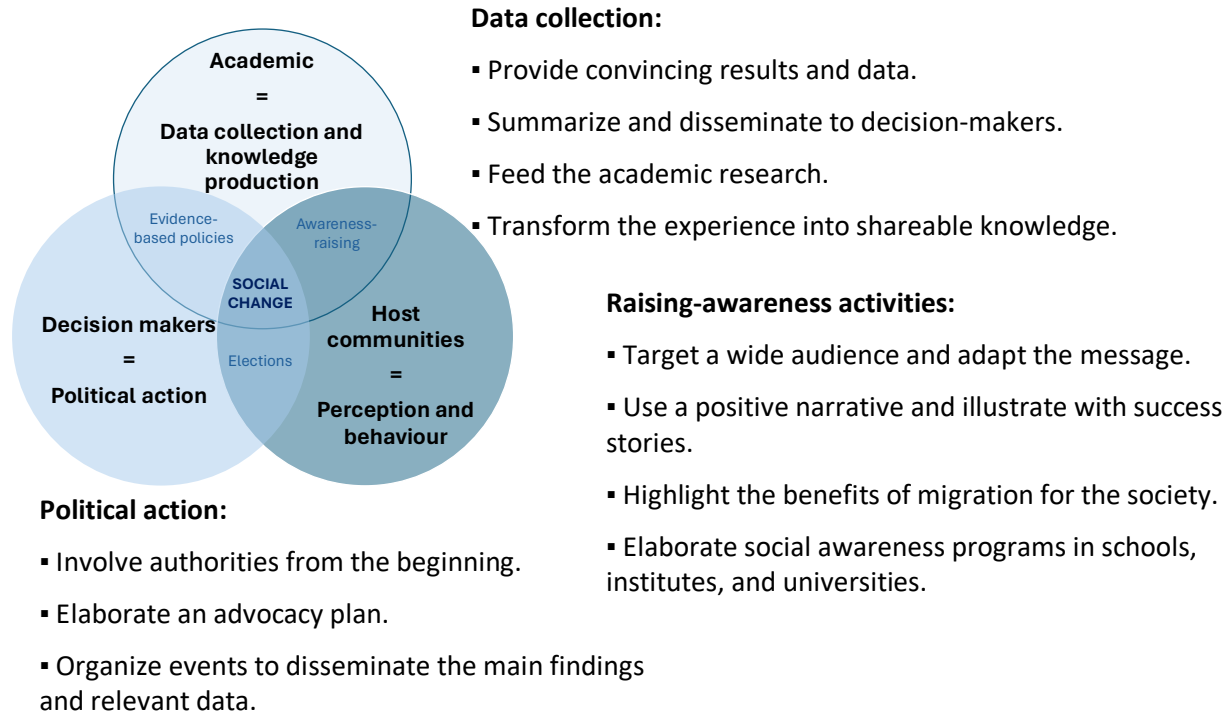 Academic
=
Data collection and
knowledge
production
Evidence-
based policies
Awareness-
raising
SOCIAL
CHANGE
Decision makers
=
Political action
Elections
Host
communities
=
Perception and
behaviour
Data collection:
▪ Provide convincing results and data.
▪ Summarize and disseminate to decision-makers.
▪ Feed the academic research.
▪ Transform the experience into shareable knowledge.
Raising-awareness activities:
▪ Target a wide audience and adapt the message.
▪ Use a positive narrative and illustrate with success
stories.
▪ Highlight the benefits of migration for the society.
▪ Elaborate social awareness programs in schools,
institutes, and universities.
Political action:
▪ Involve authorities from the beginning.
▪ Elaborate an advocacy plan.
▪ Organize events to disseminate the main findings
and relevant data.